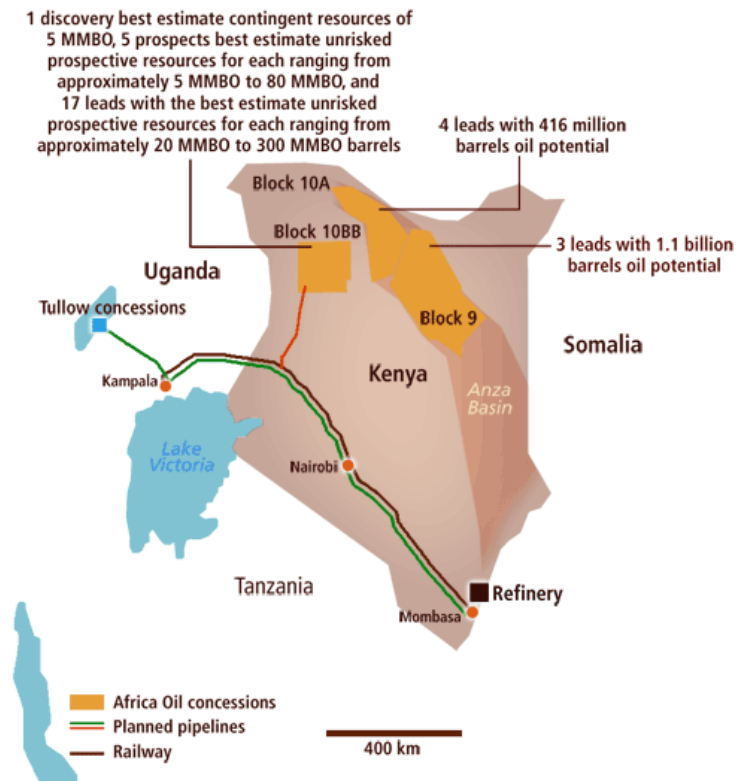 1 discovery best estimate contingent resources of
5 MMBO, 5 prospects best estimate unrisked
prospective resources for each ranging from
approximately 5 MMBO to 80 MMBO, and
17 leads with the best estimate unrisked
prospective resources for each ranging from
approximately 20 MMBO to 300 MMBO barrels
4 leads with 416 million
barrels oil potential
Block 10A
Block 10BB
3 leads with 1.1 billion
barrels oil potential
Uganda
Tullow concessions
Block 9
Somalia
Kampala
Kenya
Anza
Basin
Lake
Victoria
Nairobi
Tanzania
Refinery
Mombasa
Africa Oil concessions
Planned pipelines
Railway
400 km